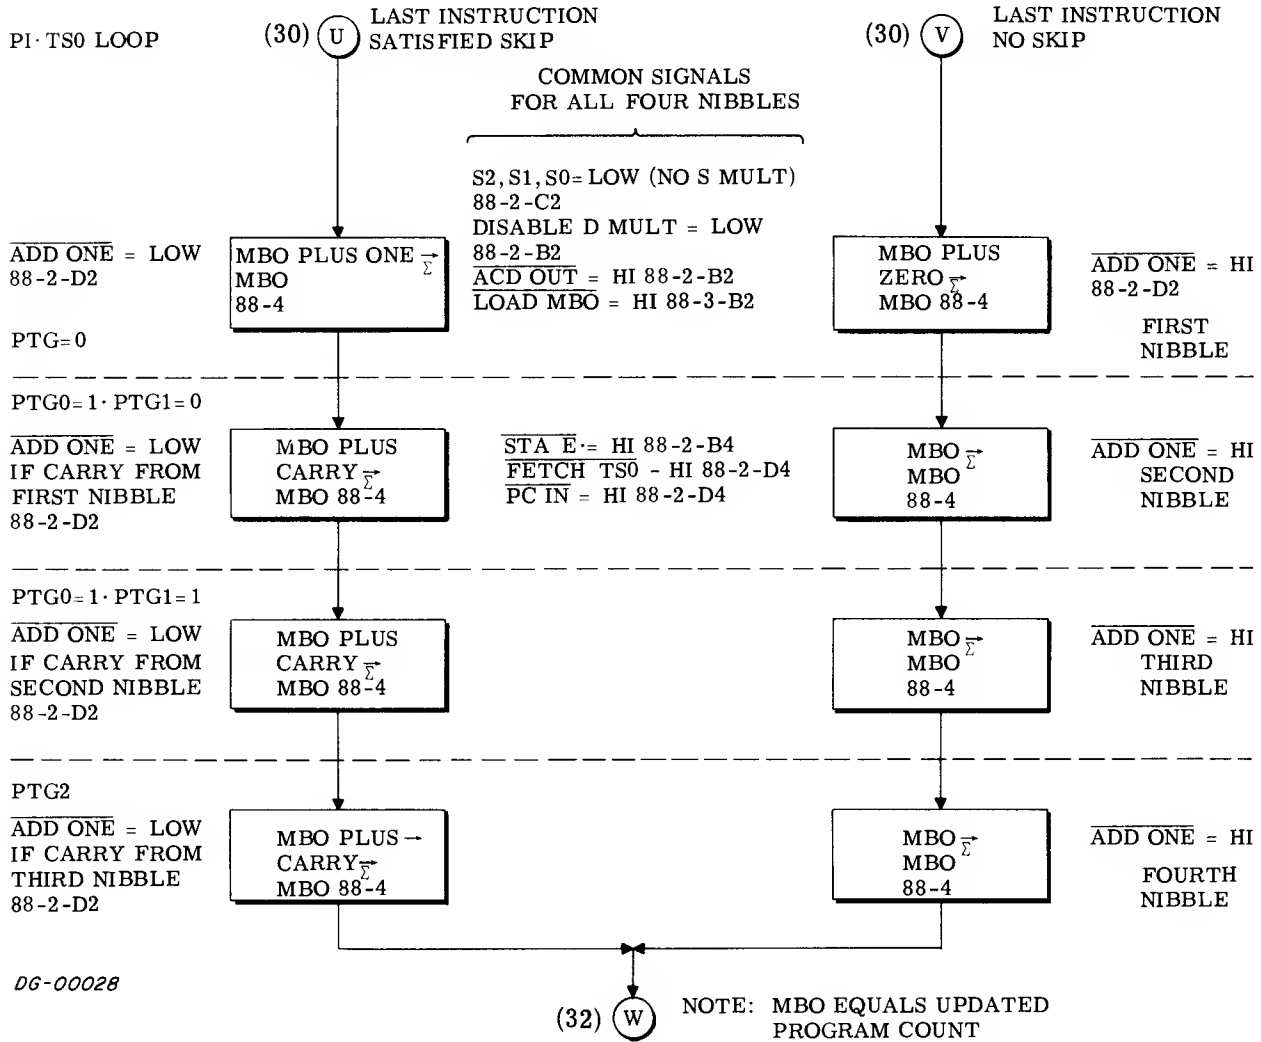 PI·TS0 LOOP
(30) U
LAST INSTRUCTION
SATISFIED SKIP
(30) V
LAST INSTRUCTION
NO SKIP
COMMON SIGNALS
FOR ALL FOUR NIBBLES
S2, S1, S0= LOW (NO S MULT)
88-2-C2
DISABLE D MULT = LOW
88-2-B2
ACD OUT = HI 88-2-B2
LOAD MBO = HI 88-3-B2
ADD ONE = LOW
88-2-D2
PTG=0
MBO PLUS ONE →Σ
MBO
88-4
MBO PLUS
ZERO →Σ
MBO 88-4
ADD ONE = HI
88-2-D2
FIRST
NIBBLE
PTG0=1· PTG1=0
ADD ONE = LOW
IF CARRY FROM
FIRST NIBBLE
88-2-D2
MBO PLUS
CARRY →Σ
MBO 88-4
STA E·= HI 88-2-B4
FETCH TS0 - HI 88-2-D4
PC IN = HI 88-2-D4
MBO →Σ
MBO
88-4
ADD ONE = HI
SECOND
NIBBLE
PTG0=1· PTG1=1
ADD ONE = LOW
IF CARRY FROM
SECOND NIBBLE
88-2-D2
MBO PLUS
CARRY →Σ
MBO 88-4
MBO →Σ
MBO
88-4
ADD ONE = HI
THIRD
NIBBLE
PTG2
ADD ONE = LOW
IF CARRY FROM
THIRD NIBBLE
88-2-D2
MBO PLUS →
CARRY →Σ
MBO 88-4
MBO →Σ
MBO
88-4
ADD ONE = HI
FOURTH
NIBBLE
DG-00028
(32) W
NOTE: MBO EQUALS UPDATED
PROGRAM COUNT